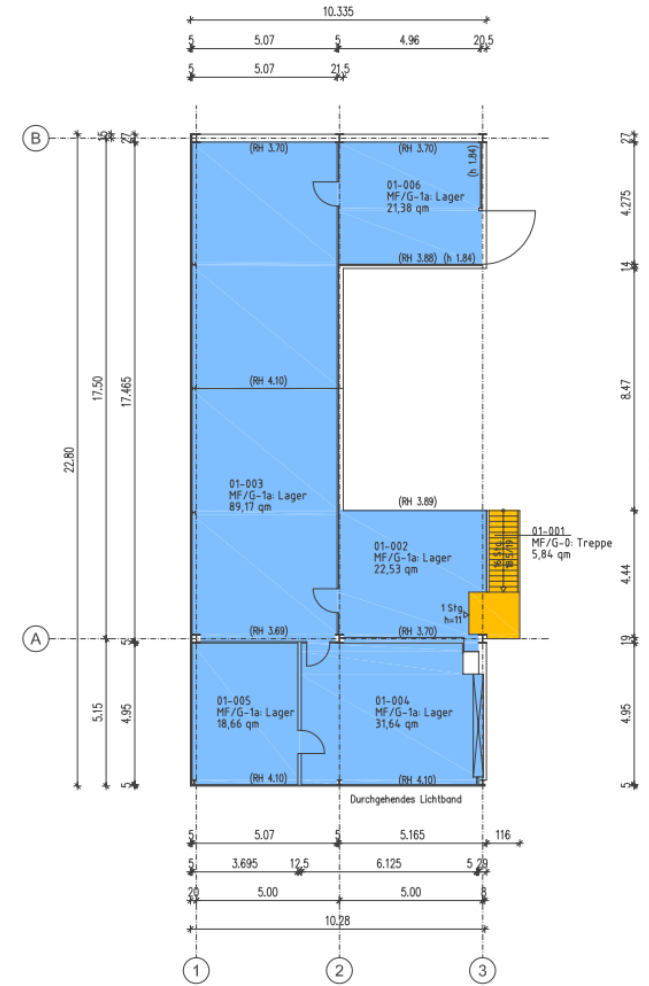 10.335
5 5.07 5 4.96 20,5
5 5.07 21,5
B
15
27
27
(RH 3.70)
(RH 3.70)
(h 1.84)
01-006
MF/G-1a: Lager
21,38 qm
4.275
(RH 3.88) (h 1.84)
14
(RH 4.10)
17.50
17.465
8.47
22.80
01-003
MF/G-1a: Lager
89,17 qm
(RH 3.89)
01-002
MF/G-1a: Lager
22,53 qm
16 Stg
18.5/19
01-001
MF/G-0: Treppe
5,84 qm
4.44
1 Stg
h=11
A
(RH 3.69)
(RH 3.70)
5
19
01-005
MF/G-1a: Lager
18,66 qm
01-004
MF/G-1a: Lager
31,64 qm
5.15
4.95
4.95
(RH 4.10)
(RH 4.10)
5
5
Durchgehendes Lichtband
5 5.07 5 5.165 116
5 3.695 12,5 6.125 5 29
20 5.00 5.00 8
10.28
1 2 3